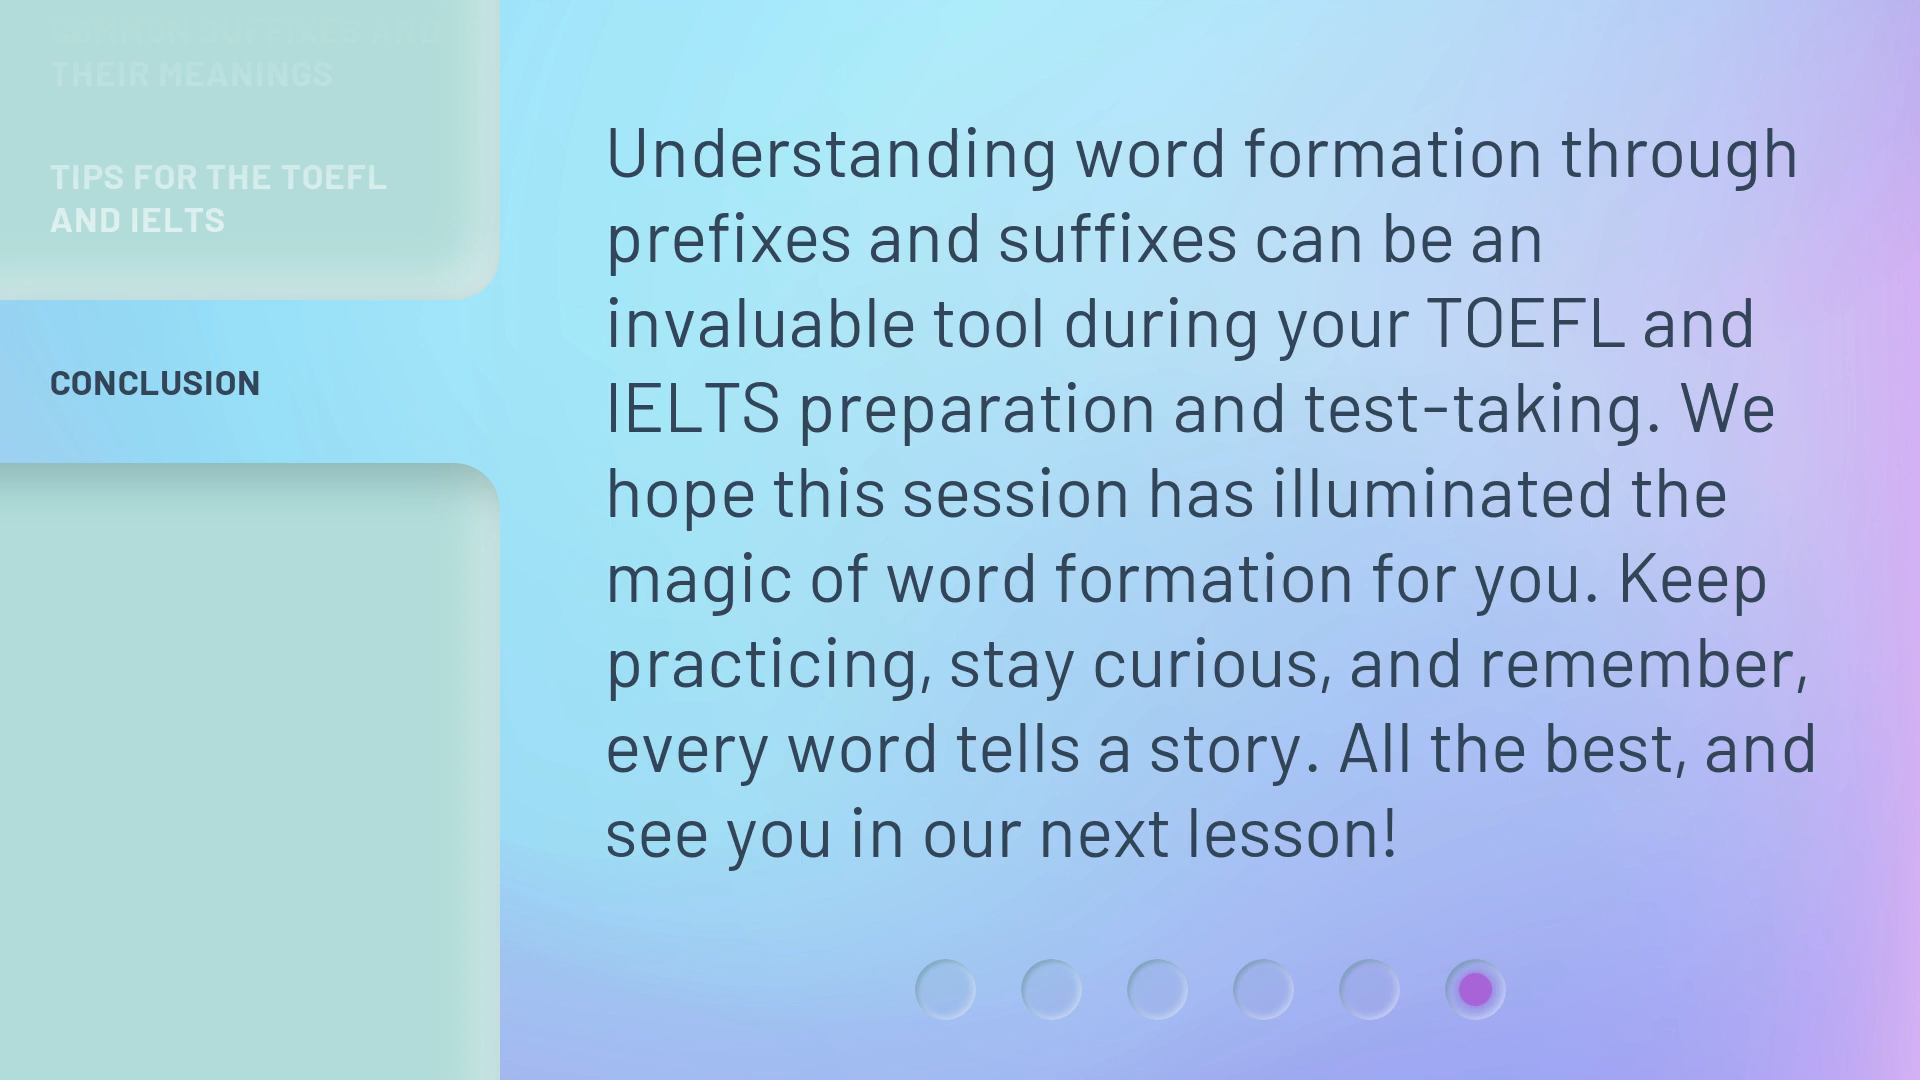 COMMON SUFFIXES AND
THEIR MEANINGS
TIPS FOR THE TOEFL
AND IELTS
CONCLUSION
Understanding word formation through
prefixes and suffixes can be an
invaluable tool during your TOEFL and
IELTS preparation and test-taking. We
hope this session has illuminated the
magic of word formation for you. Keep
practicing, stay curious, and remember,
every word tells a story. All the best, and
see you in our next lesson!